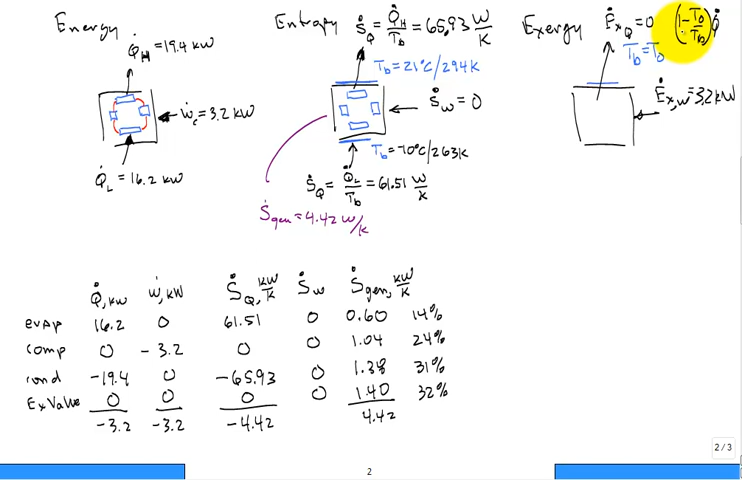 Energy
Q̇H = 19.4 kW
Ẇc = 3.2 kW
Q̇L = 16.2 kW
Entropy ṠQ = Q̇H/Tb = 65.93 W/K
Tb = 21°C/294K
ṠW = 0
Tb = -10°C/263K
ṠQ = Q̇L/Tb = 61.51 W/K
Ṡgen = 4.42 W/K
Exergy ĖxQ = 0 (1 - T0/Tb) Q̇
Tb = T0
Ėx,W = 3.2 kW
Q̇, kW Ẇ, kW ṠQ, kW/K ṠW Ṡgen, kW/K
evap 16.2 0 61.51 0 0.60 14%
comp 0 -3.2 0 0 1.04 24%
cond -19.4 0 -65.93 0 1.38 31%
Ex Valve 0 0 0 0 1.40 32%
-3.2 -3.2 -4.42 4.42
2/3
2